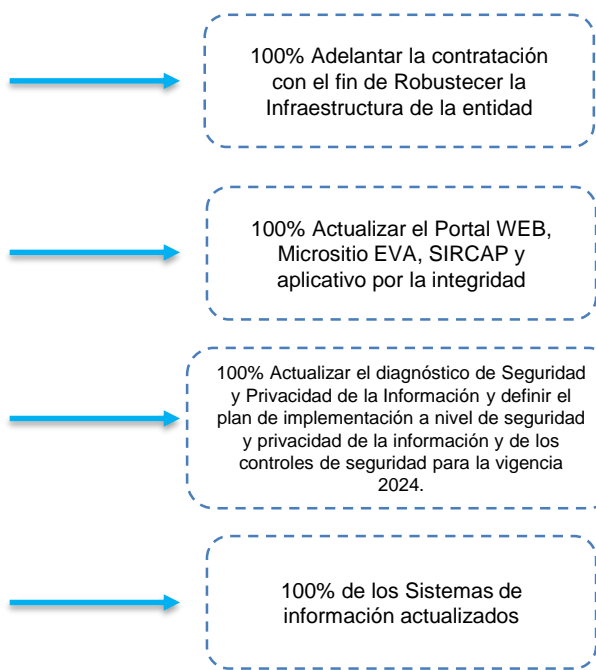 100% Adelantar la contratación
con el fin de Robustecer la
Infraestructura de la entidad
100% Actualizar el Portal WEB,
Micrositio EVA, SIRCAP y
aplicativo por la integridad
100% Actualizar el diagnóstico de Seguridad
y Privacidad de la Información y definir el
plan de implementación a nivel de seguridad
y privacidad de la información y de los
controles de seguridad para la vigencia
2024.
100% de los Sistemas de
información actualizados